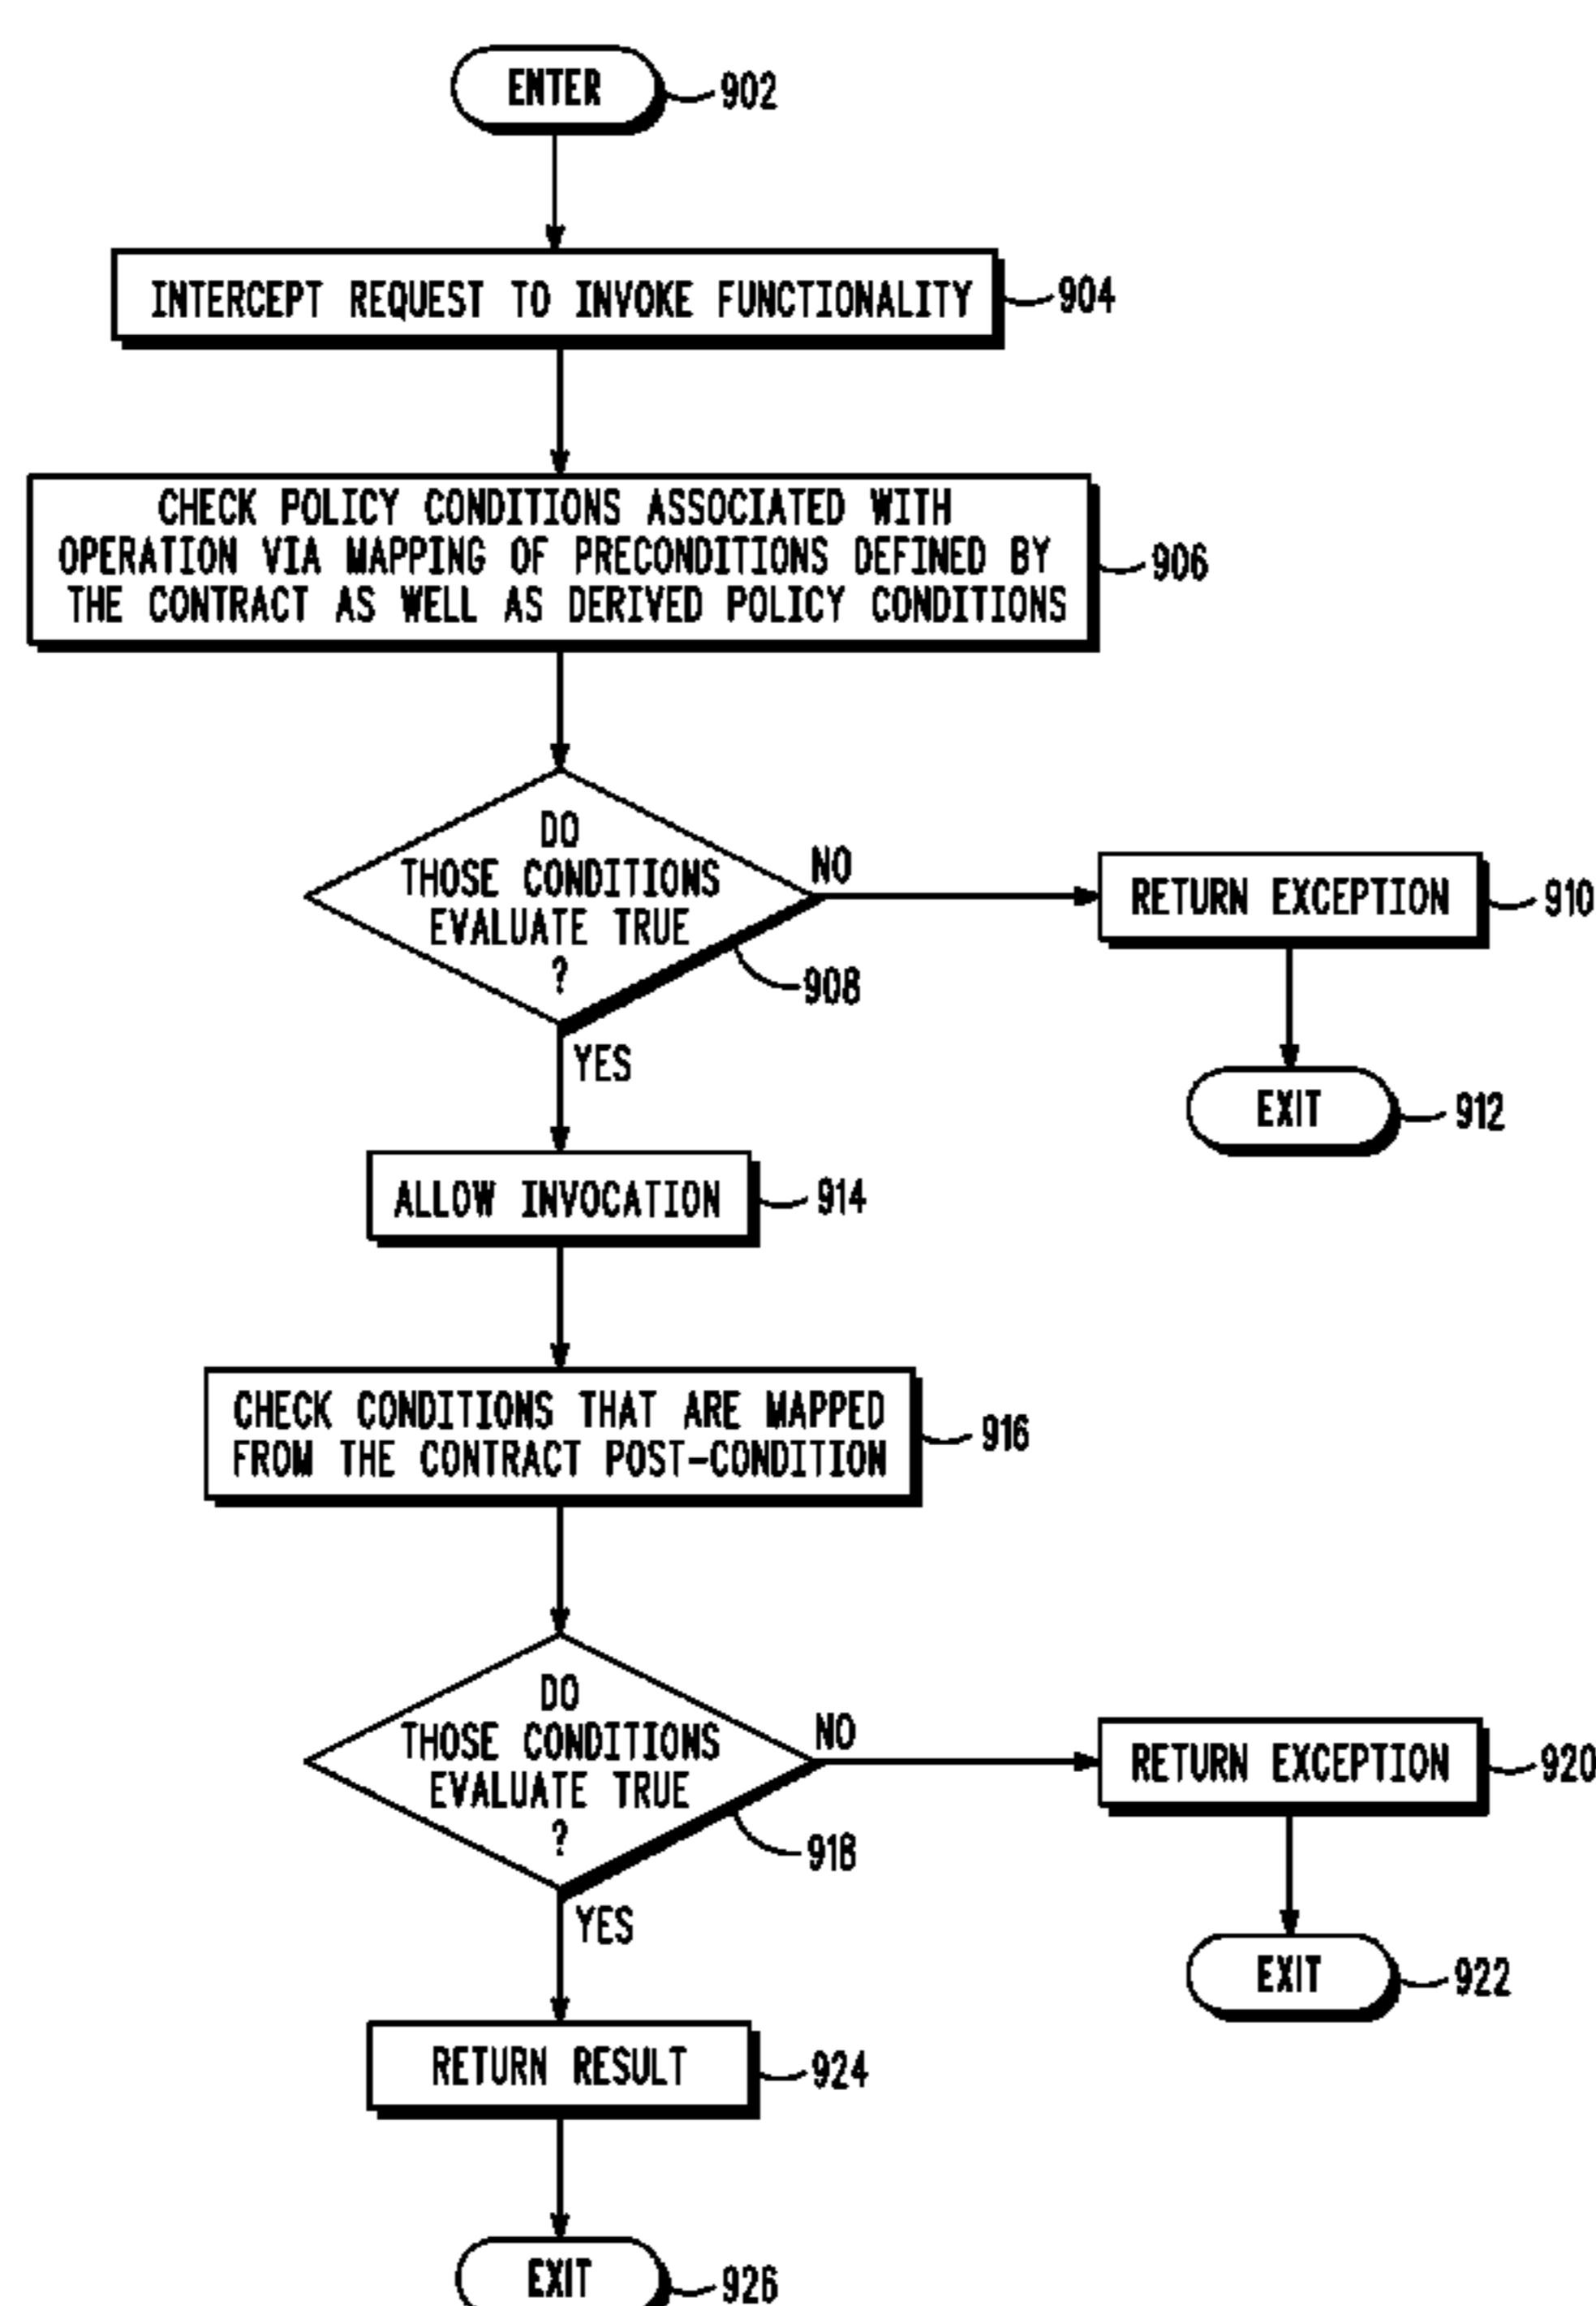 ENTER
902
INTERCEPT REQUEST TO INVOKE FUNCTIONALITY
904
CHECK POLICY CONDITIONS ASSOCIATED WITH
OPERATION VIA MAPPING OF PRECONDITIONS DEFINED BY
THE CONTRACT AS WELL AS DERIVED POLICY CONDITIONS
906
DO
THOSE CONDITIONS
EVALUATE TRUE
?
908
NO
RETURN EXCEPTION
910
EXIT
912
YES
ALLOW INVOCATION
914
CHECK CONDITIONS THAT ARE MAPPED
FROM THE CONTRACT POST-CONDITION
916
DO
THOSE CONDITIONS
EVALUATE TRUE
?
918
NO
RETURN EXCEPTION
920
EXIT
922
YES
RETURN RESULT
924
EXIT
926